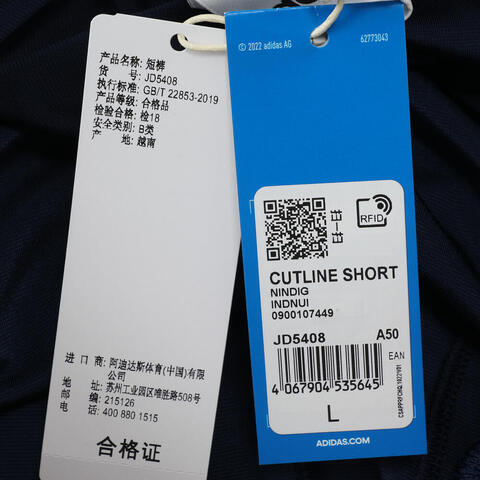 产品名称: 短裤
货 号: JD5408
执行标准: GB/T 22853-2019
产品等级: 合格品
检验合格: 检18
安全类别: B类
产 地: 越南
进 口 商: 阿迪达斯体育(中国)有限公司
地 址: 苏州工业园区唯胜路508号
邮 编: 215126
电 话: 400 880 1515
合格证
© 2022 adidas AG
62773043
RFID
CUTLINE SHORT
NINDIG
INDNUI
0900107449
JD5408 A50
EAN
4 067904 535645
L
ADIDAS.COM